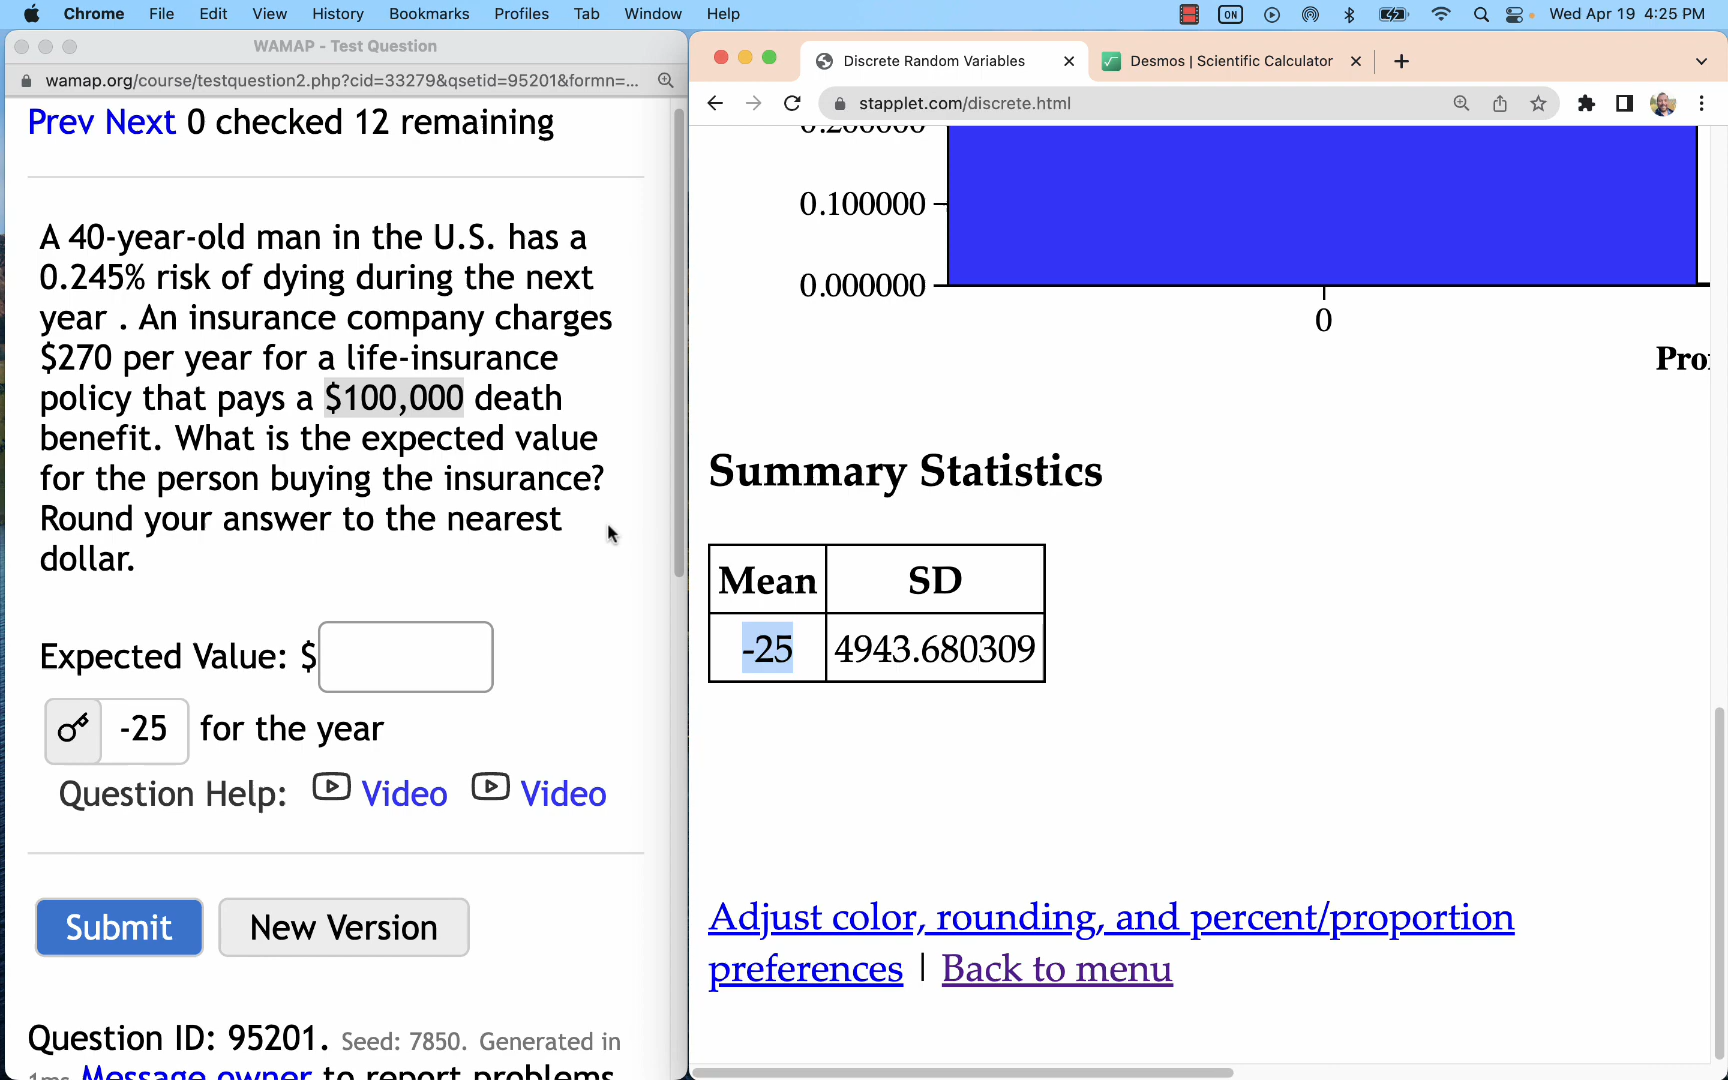 Chrome File Edit View History Bookmarks Profiles Tab Window Help ON Wed Apr 19 4:25 PM
WAMAP - Test Question
wamap.org/course/testquestion2.php?cid=33279&qsetid=95201&formn=...
Prev Next 0 checked 12 remaining
A 40-year-old man in the U.S. has a
0.245% risk of dying during the next
year . An insurance company charges
$270 per year for a life-insurance
policy that pays a $100,000 death
benefit. What is the expected value
for the person buying the insurance?
Round your answer to the nearest
dollar.
Expected Value: $
-25 for the year
Question Help: Video Video
Submit New Version
Question ID: 95201. Seed: 7850. Generated in
1ms Message owner to report problems
Discrete Random Variables Desmos | Scientific Calculator
stapplet.com/discrete.html
0.200000
0.100000
0.000000
0
Summary Statistics
Mean SD
-25 4943.680309
Adjust color, rounding, and percent/proportion
preferences | Back to menu